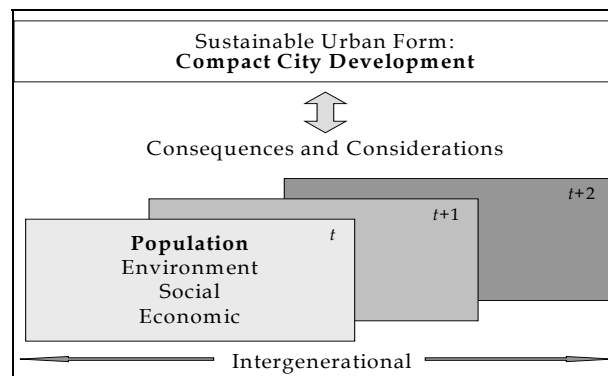 Sustainable Urban Form:
Compact City Development
Consequences and Considerations
t+2
t+1
t
Population
Environment
Social
Economic
Intergenerational